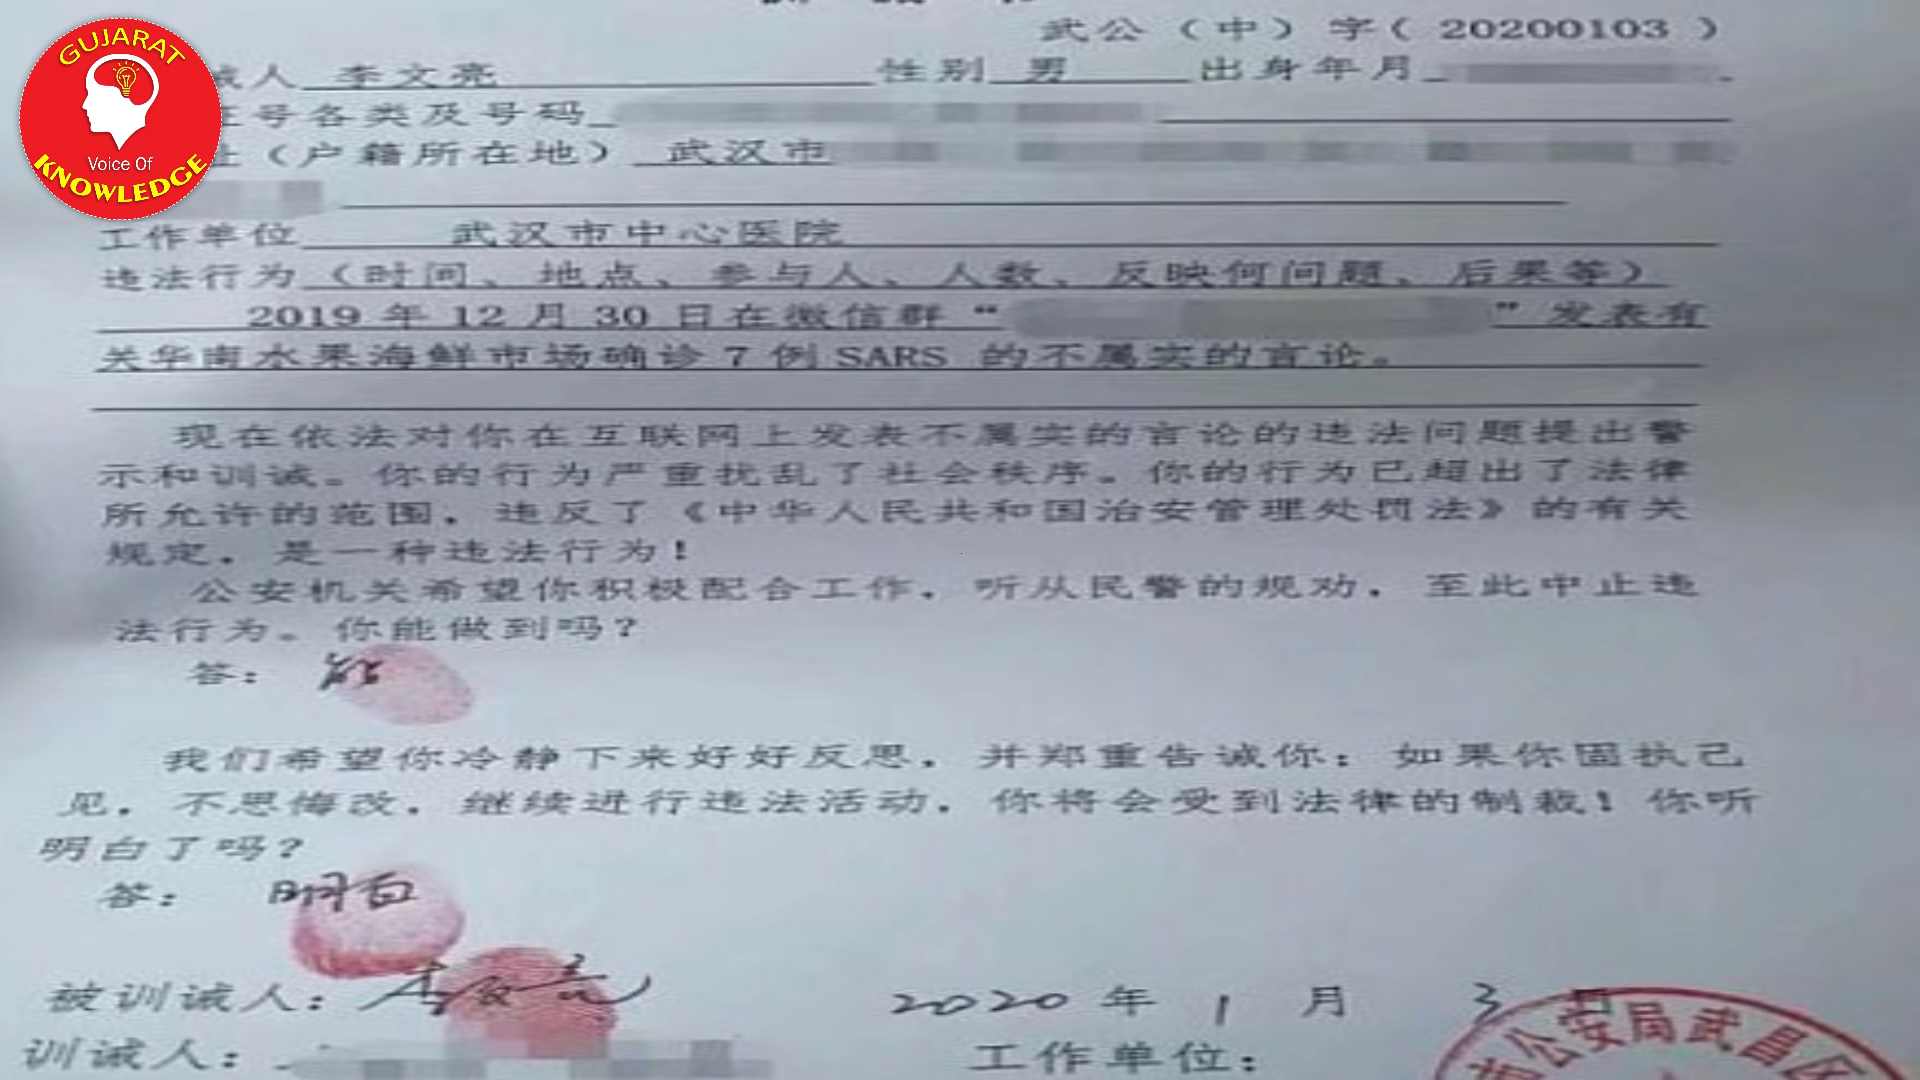 GUJARAT
Voice Of
KNOWLEDGE
武公（中）字（ 20200103 ）
诫人 李文亮 性别 男 出身年月
证号各类及号码
址（户籍所在地） 武汉市
工作单位 武汉市中心医院
违法行为（时间、地点、参与人、人数、反映何问题、后果等）
2019 年 12 月 30 日在微信群“ ”发表有
关华南水果海鲜市场确诊 7 例 SARS 的不属实的言论。
现在依法对你在互联网上发表不属实的言论的违法问题提出警
示和训诫。你的行为严重扰乱了社会秩序。你的行为已超出了法律
所允许的范围，违反了《中华人民共和国治安管理处罚法》的有关
规定，是一种违法行为！
公安机关希望你积极配合工作，听从民警的规劝，至此中止违
法行为。你能做到吗？
答： 能
我们希望你冷静下来好好反思，并郑重告诫你：如果你固执己
见，不思悔改，继续进行违法活动，你将会受到法律的制裁！你听
明白了吗？
答： 明白
被训诫人： 李文亮 2020 年 1 月 3 日
训诫人： 工作单位：
市公安局武昌区